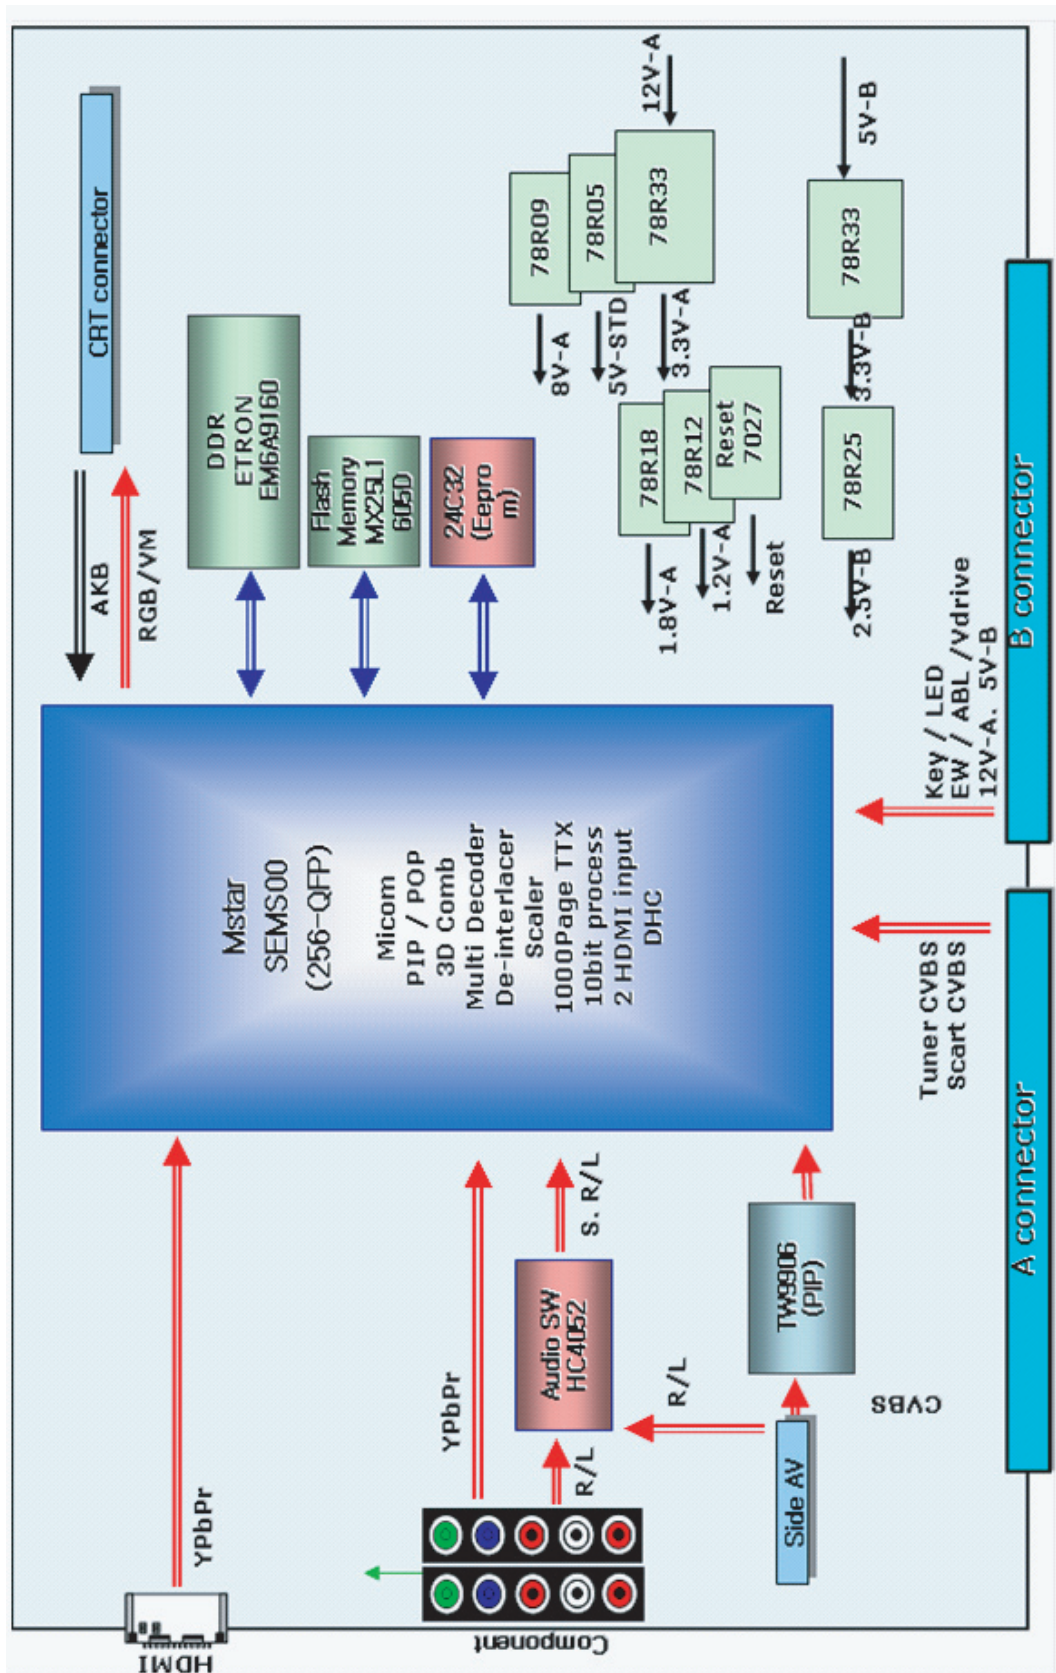 HDMI
YPbPr
Component
YPbPr
R/L
Audio SW
HC4052
S. R/L
R/L
Side AV
CVBS
TW9906
(PIP)
Mstar
SEMS00
(256-QFP)
Micom
PIP / POP
3D Comb
Multi Decoder
De-interlacer
Scaler
1000Page TTX
10bit process
2 HDMI input
DHC
AKB
RGB/VM
CRT connector
DDR
ETRON
EM6A9160
Flash
Memory
MX25L1
605D
24C32
(Eepro
m)
12V-A
78R09
78R05
78R33
8V-A
5V-STD
3.3V-A
78R18
78R12
Reset
7027
1.8V-A
1.2V-A
Reset
5V-B
78R33
3.3V-B
78R25
2.5V-B
Tuner CVBS
Scart CVBS
Key / LED
EW / ABL /Vdrive
12V-A. 5V-B
A connector
B connector